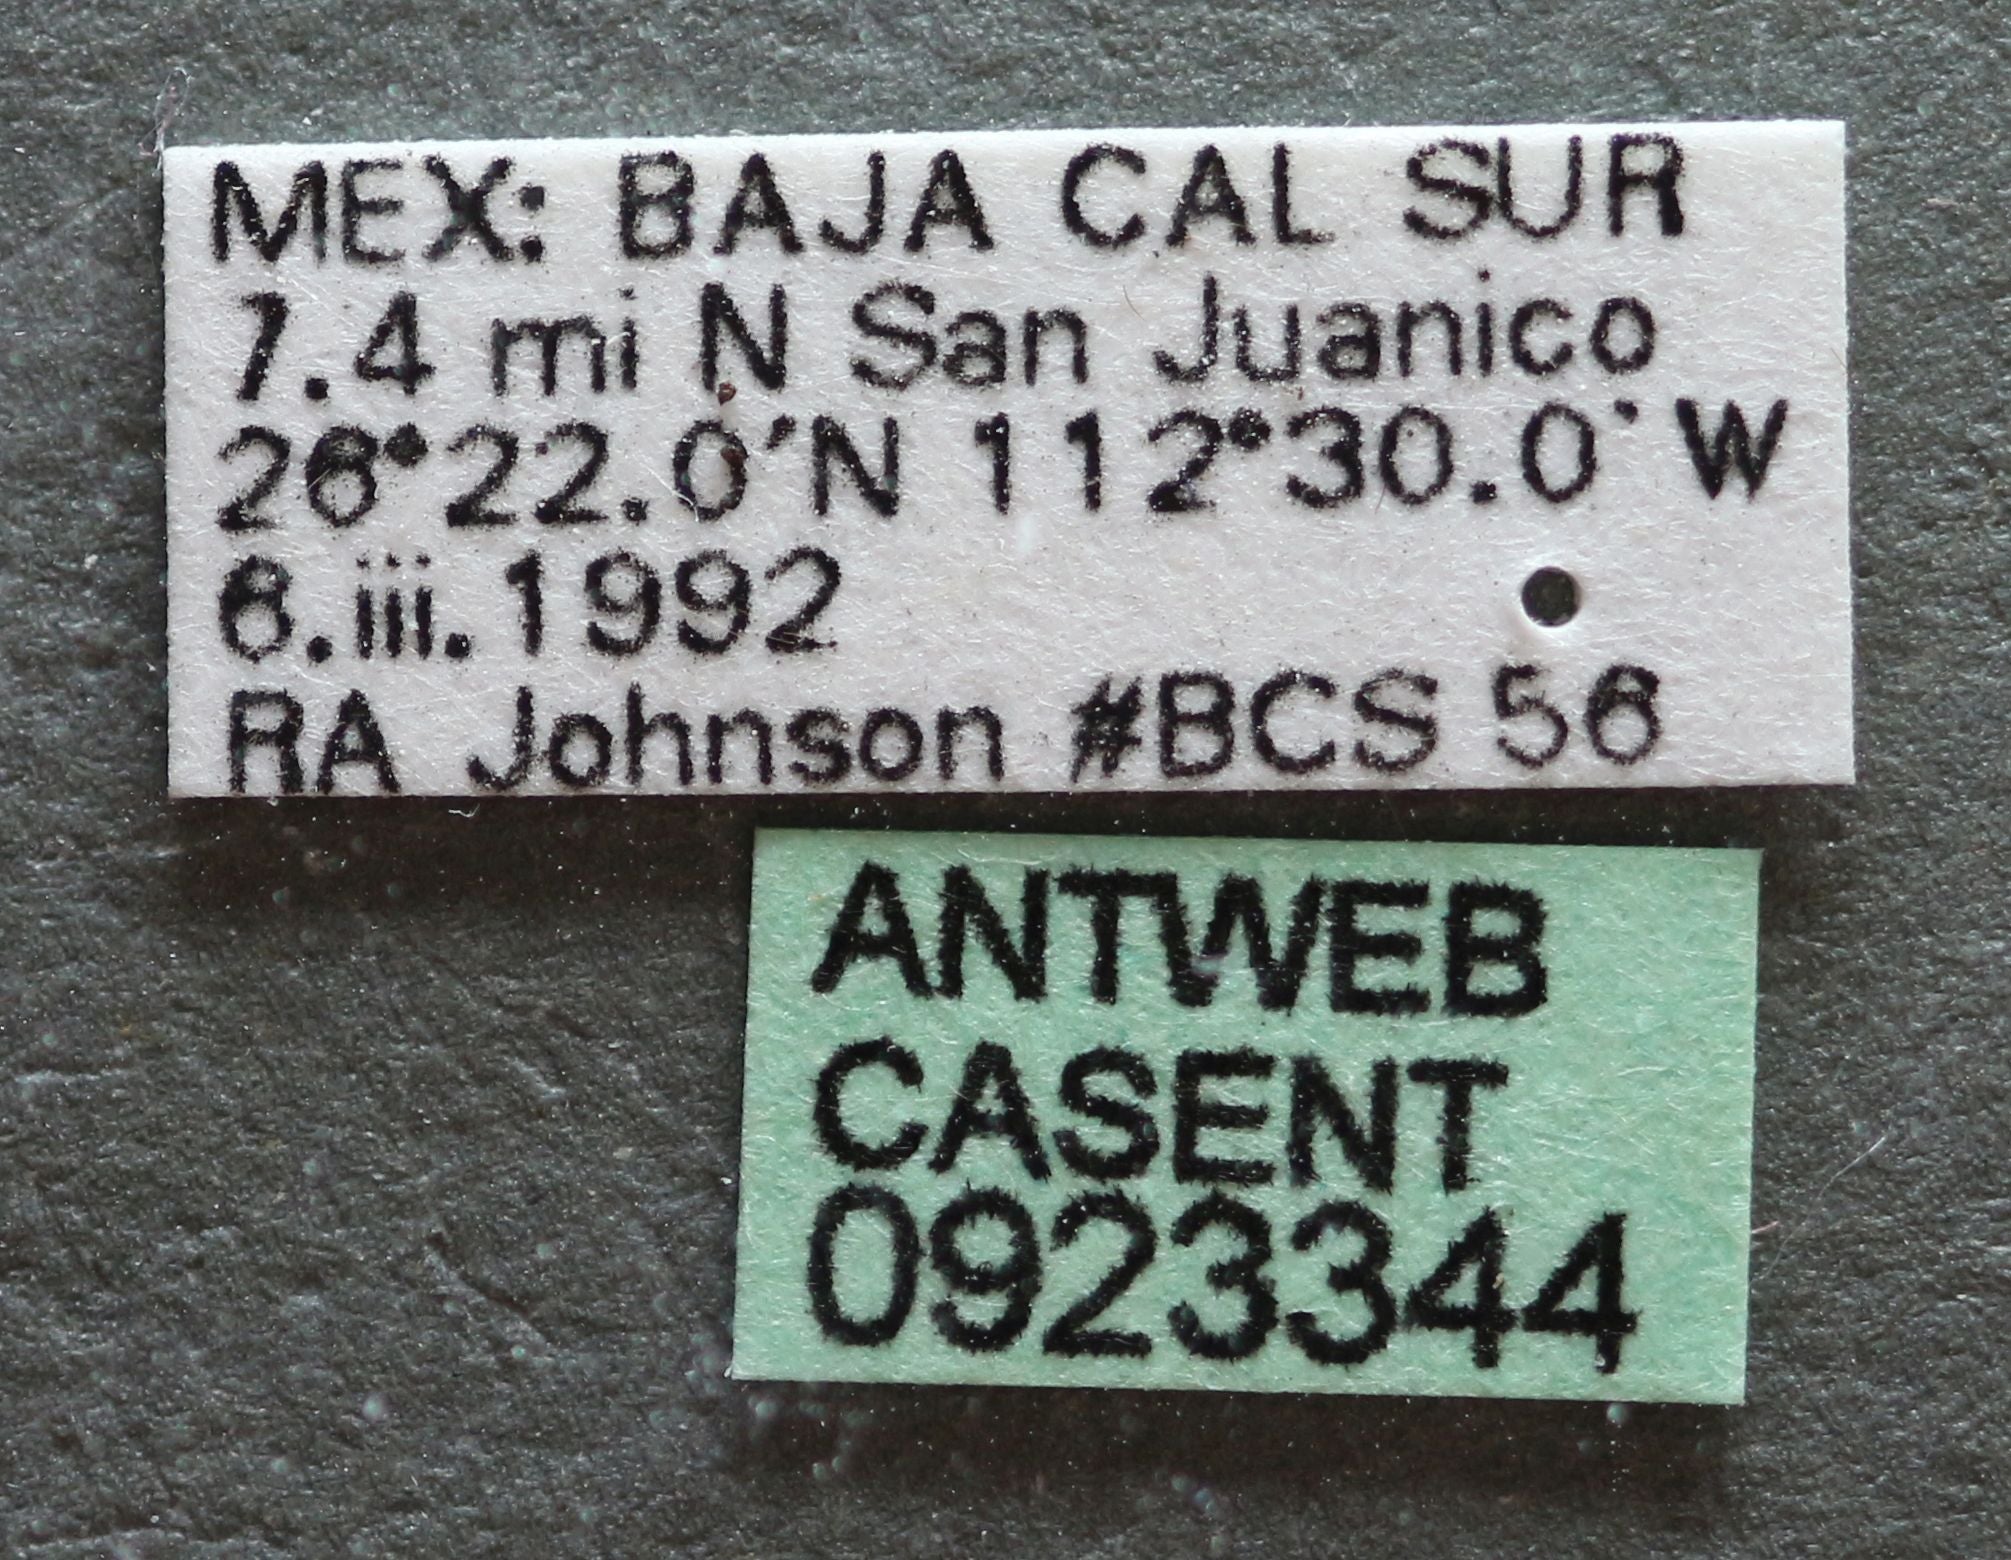 MEX: BAJA CAL SUR
7.4 mi N San Juanico
26°22.0'N 112°30.0' W
6.iii.1992
RA Johnson #BCS 56
ANTWEB
CASENT
0923344